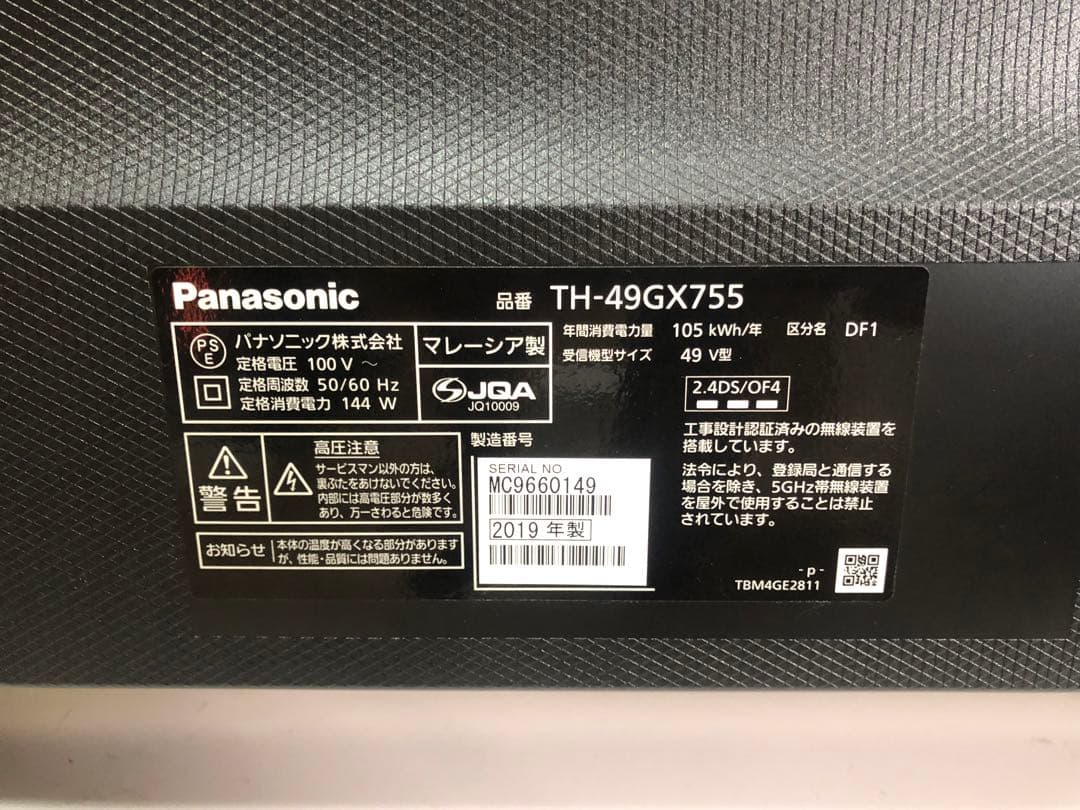 Panasonic
品番 TH-49GX755
PS
E
パナソニック株式会社
定格電圧 100 V ～
定格周波数 50/60 Hz
定格消費電力 144 W
マレーシア製
JQA
JQ10009
年間消費電力量 105 kWh/年 区分名 DF1
受信機型サイズ 49 V型
2.4DS/OF4
工事設計認証済みの無線装置を
搭載しています。
法令により、登録局と通信する
場合を除き、5GHz帯無線装置
を屋外で使用することは禁止
されています。
警告
高圧注意
サービスマン以外の方は、
裏ぶたをあけないでください。
内部には高電圧部分が数多く
あり、万一さわると危険です。
お知らせ
本体の温度が高くなる部分があります
が、性能・品質には問題ありません。
製造番号
SERIAL NO
MC9660149
2019 年製
- p -
TBM4GE2811